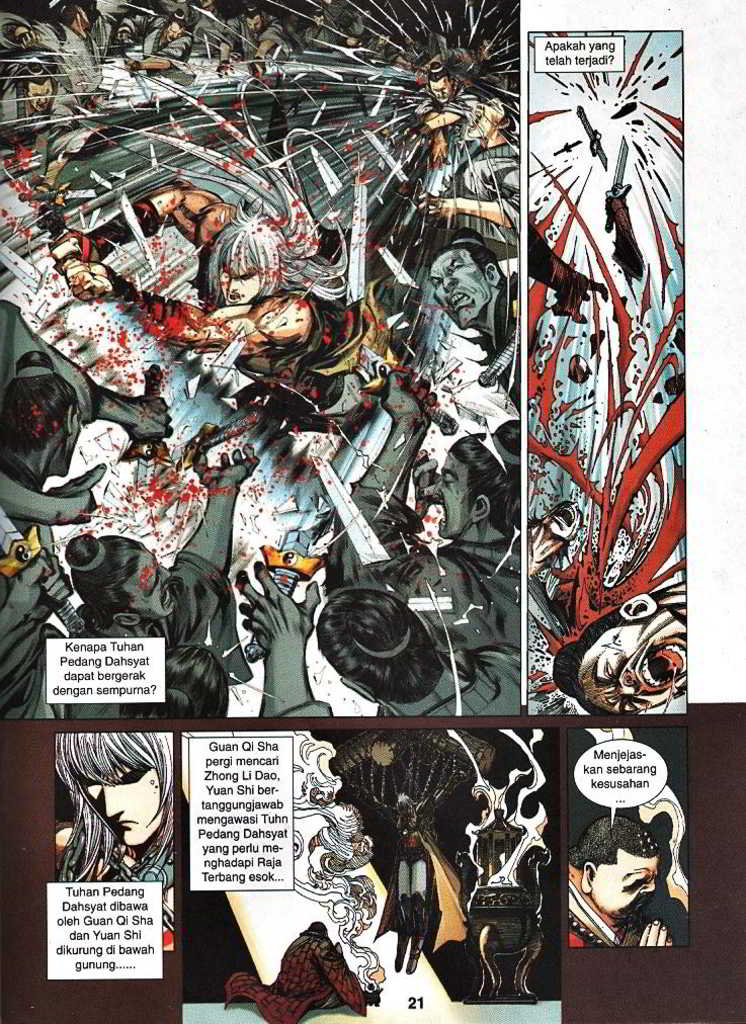 Apakah yang
telah terjadi?
Kenapa Tuhan
Pedang Dahsyat
dapat bergerak
dengan sempurna?
Tuhan Pedang
Dahsyat dibawa
oleh Guan Qi Sha
dan Yuan Shi
dikurung di bawah
gunung......
Guan Qi Sha
pergi mencari
Zhong Li Dao,
Yuan Shi ber-
tanggungjawab
mengawasi Tuhn
Pedang Dahsyat
yang perlu me-
nghadapi Raja
Terbang esok...
Menjejas-
kan sebarang
kesusahan
...
21